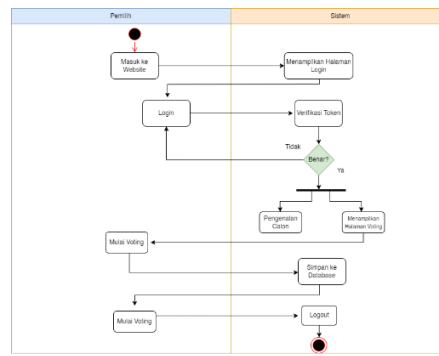 Pemilih
Sistem
Masuk ke
Website
Menampilkan Halaman
Login
Login
Verifikasi Token
Tidak
Benar?
Ya
Pengenalan
Calon
Menampilkan
Halaman Voting
Mulai Voting
Simpan ke
Database
Mulai Voting
Logout